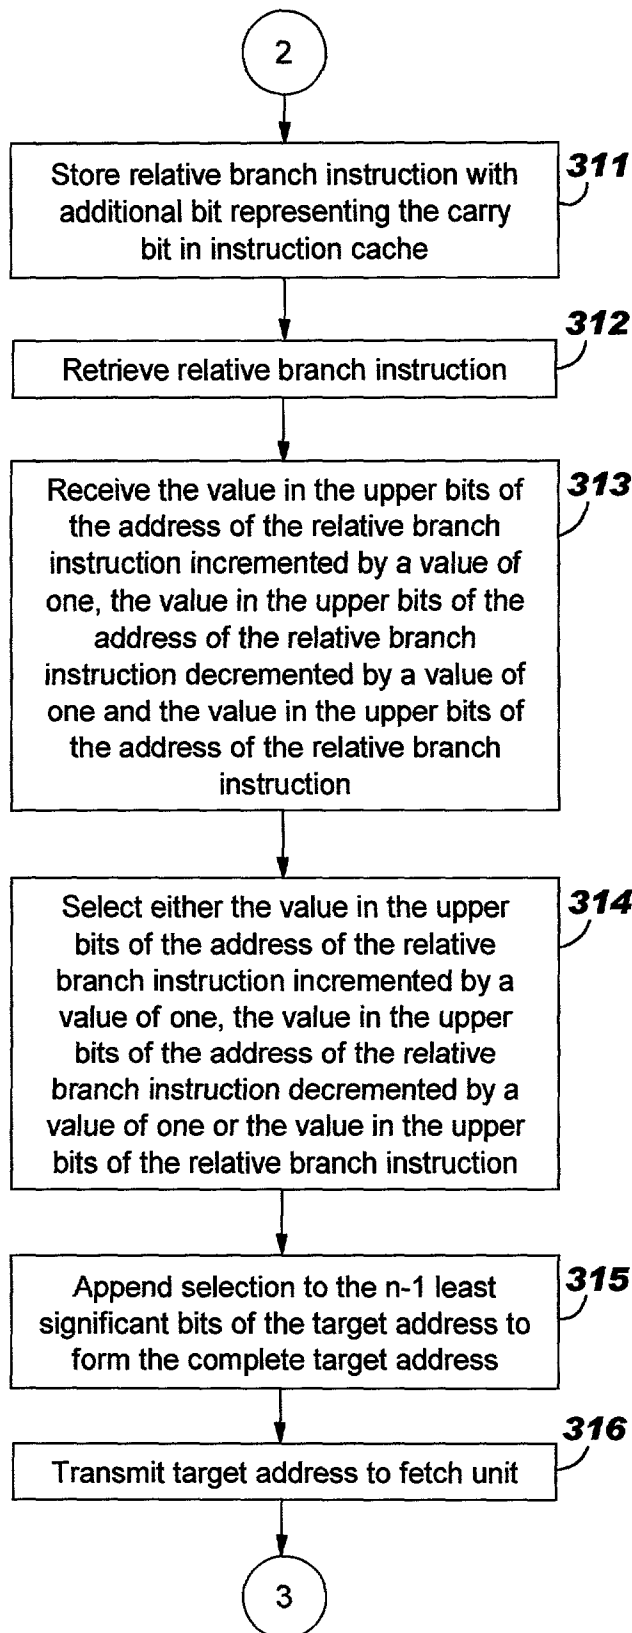 2
311
Store relative branch instruction with
additional bit representing the carry
bit in instruction cache
312
Retrieve relative branch instruction
313
Receive the value in the upper bits of
the address of the relative branch
instruction incremented by a value of
one, the value in the upper bits of the
address of the relative branch
instruction decremented by a value of
one and the value in the upper bits of
the address of the relative branch
instruction
314
Select either the value in the upper
bits of the address of the relative
branch instruction incremented by a
value of one, the value in the upper
bits of the address of the relative
branch instruction decremented by a
value of one or the value in the upper
bits of the relative branch instruction
315
Append selection to the n-1 least
significant bits of the target address to
form the complete target address
316
Transmit target address to fetch unit
3